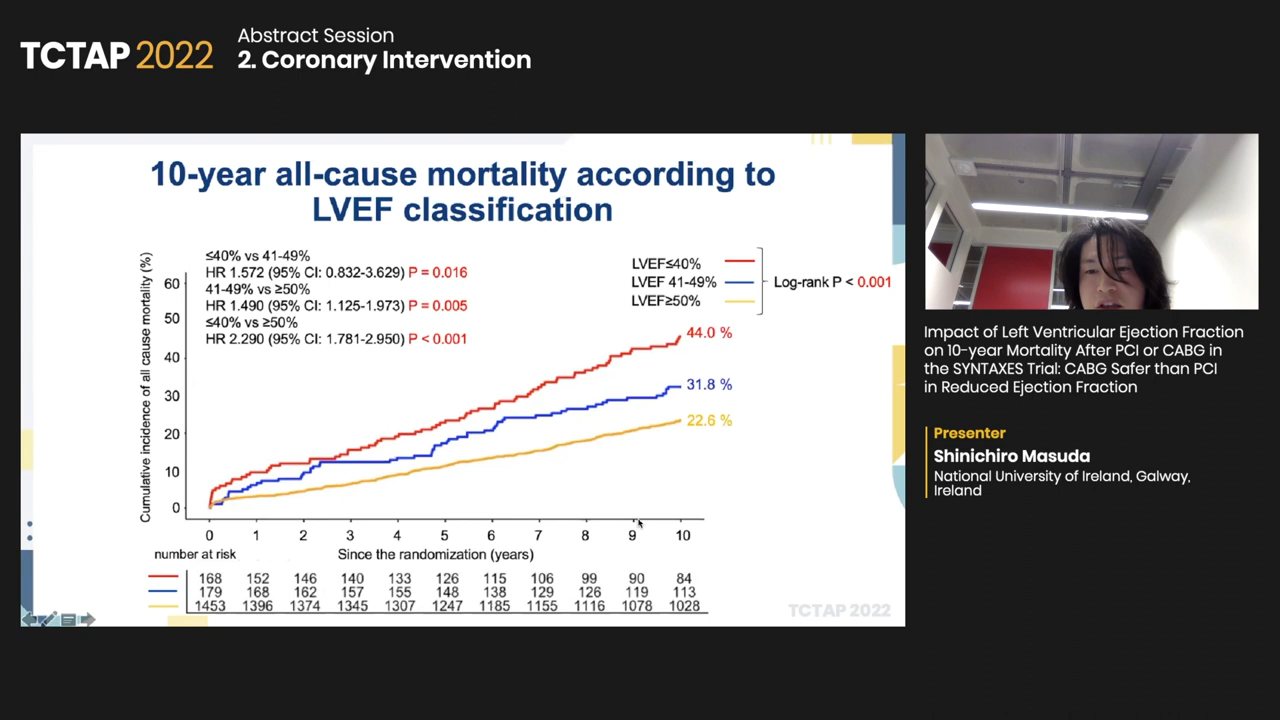 TCTAP 2022
Abstract Session
2. Coronary Intervention
10-year all-cause mortality according to
LVEF classification
≤40% vs 41-49%
HR 1.572 (95% CI: 0.832-3.629) P = 0.016
41-49% vs ≥50%
HR 1.490 (95% CI: 1.125-1.973) P = 0.005
≤40% vs ≥50%
HR 2.290 (95% CI: 1.781-2.950) P < 0.001
LVEF≤40%
LVEF 41-49%
LVEF≥50%
Log-rank P < 0.001
Cumulative incidence of all cause mortality (%)
60
50
40
30
20
10
0
44.0 %
31.8 %
22.6 %
0 1 2 3 4 5 6 7 8 9 10
number at risk
Since the randomization (years)
168 152 146 140 133 126 115 106 99 90 84
179 168 162 157 155 148 138 129 126 119 113
1453 1396 1374 1345 1307 1247 1185 1155 1116 1078 1028
TCTAP 2022
Impact of Left Ventricular Ejection Fraction
on 10-year Mortality After PCI or CABG in
the SYNTAXES Trial: CABG Safer than PCI
in Reduced Ejection Fraction
Presenter
Shinichiro Masuda
National University of Ireland, Galway,
Ireland